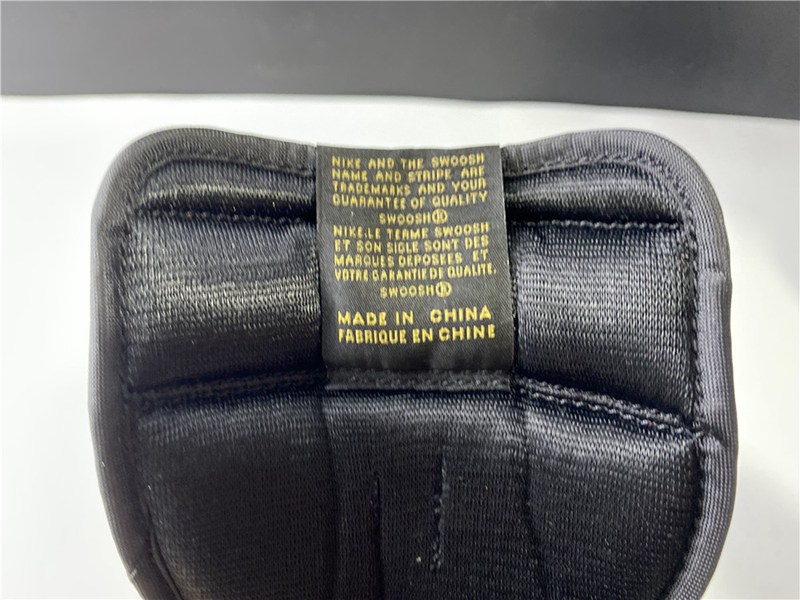 NIKE AND THE SWOOSH
NAME AND STRIPE ARE
TRADEMARKS AND YOUR
GUARANTEE OF QUALITY
SWOOSH®
NIKE.LE TERME SWOOSH
ET SON SIGLE SONT DES
MARQUES DEPOSEES ET
VOTRE GARANTIE DE QUALITE.
SWOOSH®
MADE IN CHINA
FABRIQUE EN CHINE